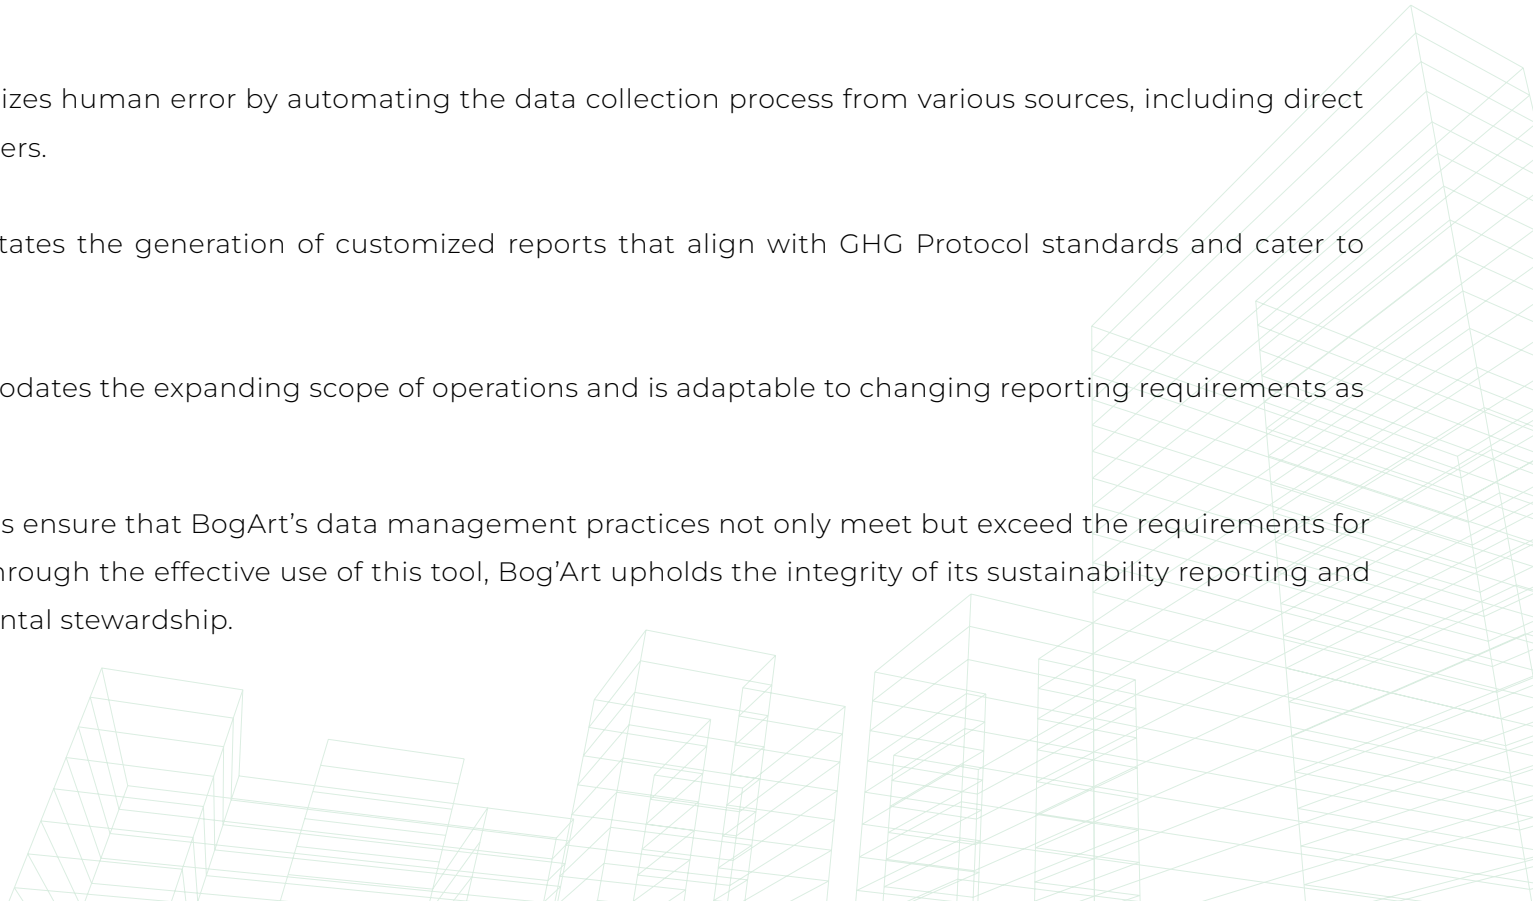 izes human error by automating the data collection process from various sources, including direct
ers.
tates the generation of customized reports that align with GHG Protocol standards and cater to
odates the expanding scope of operations and is adaptable to changing reporting requirements as
s ensure that BogArt’s data management practices not only meet but exceed the requirements for
hrough the effective use of this tool, Bog’Art upholds the integrity of its sustainability reporting and
ntal stewardship.